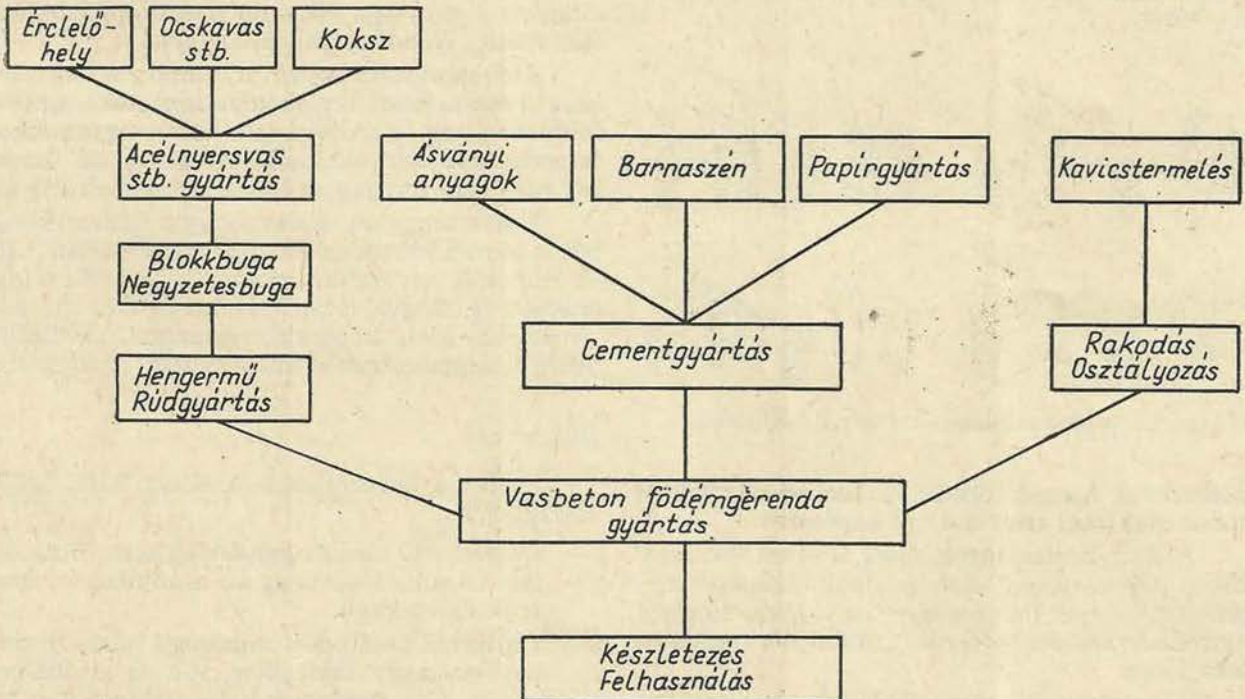 Érclelő-
hely
Ocskavas
stb.
Koksz
Acélnyersvas
stb. gyártás
Ásványi
anyagok
Barnaszén
Papírgyártás
Kavicstermelés
Blokkbuga
Negyzetesbuga
Cementgyártás
Rakodás
Osztályozás
Hengermű
Rúdgyártás
Vasbeton födémgerenda
gyártás
Készletezés
Felhasználás